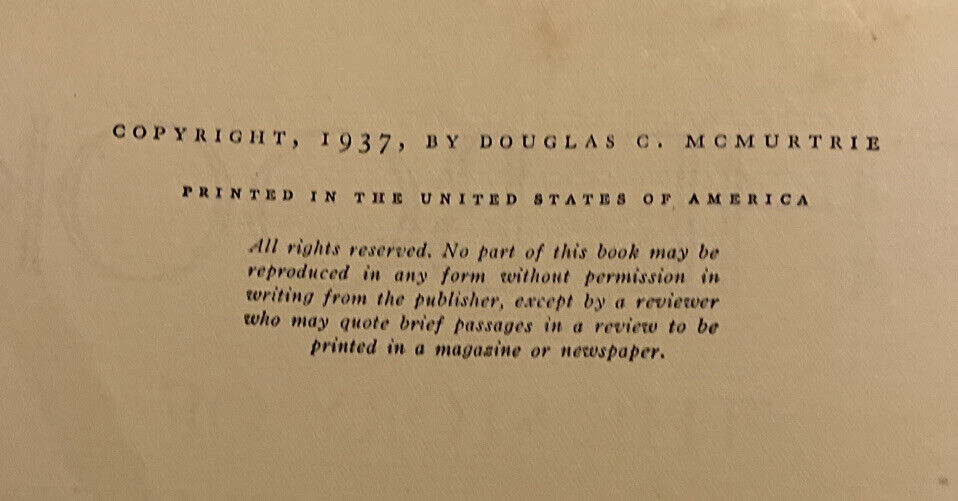 COPYRIGHT, 1937, BY DOUGLAS C. MCMURTRIE
PRINTED IN THE UNITED STATES OF AMERICA
All rights reserved. No part of this book may be
reproduced in any form without permission in
writing from the publisher, except by a reviewer
who may quote brief passages in a review to be
printed in a magazine or newspaper.